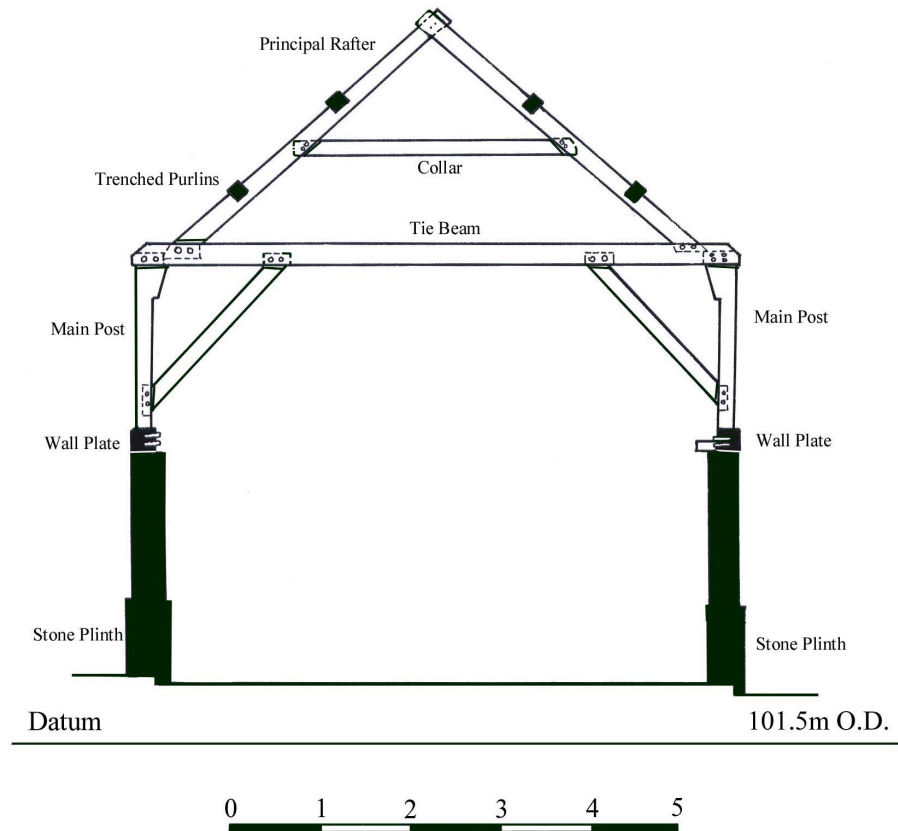 Principal Rafter
Trenched Purlins
Collar
Tie Beam
Main Post
Main Post
Wall Plate
Wall Plate
Stone Plinth
Stone Plinth
Datum
101.5m O.D.
0 1 2 3 4 5